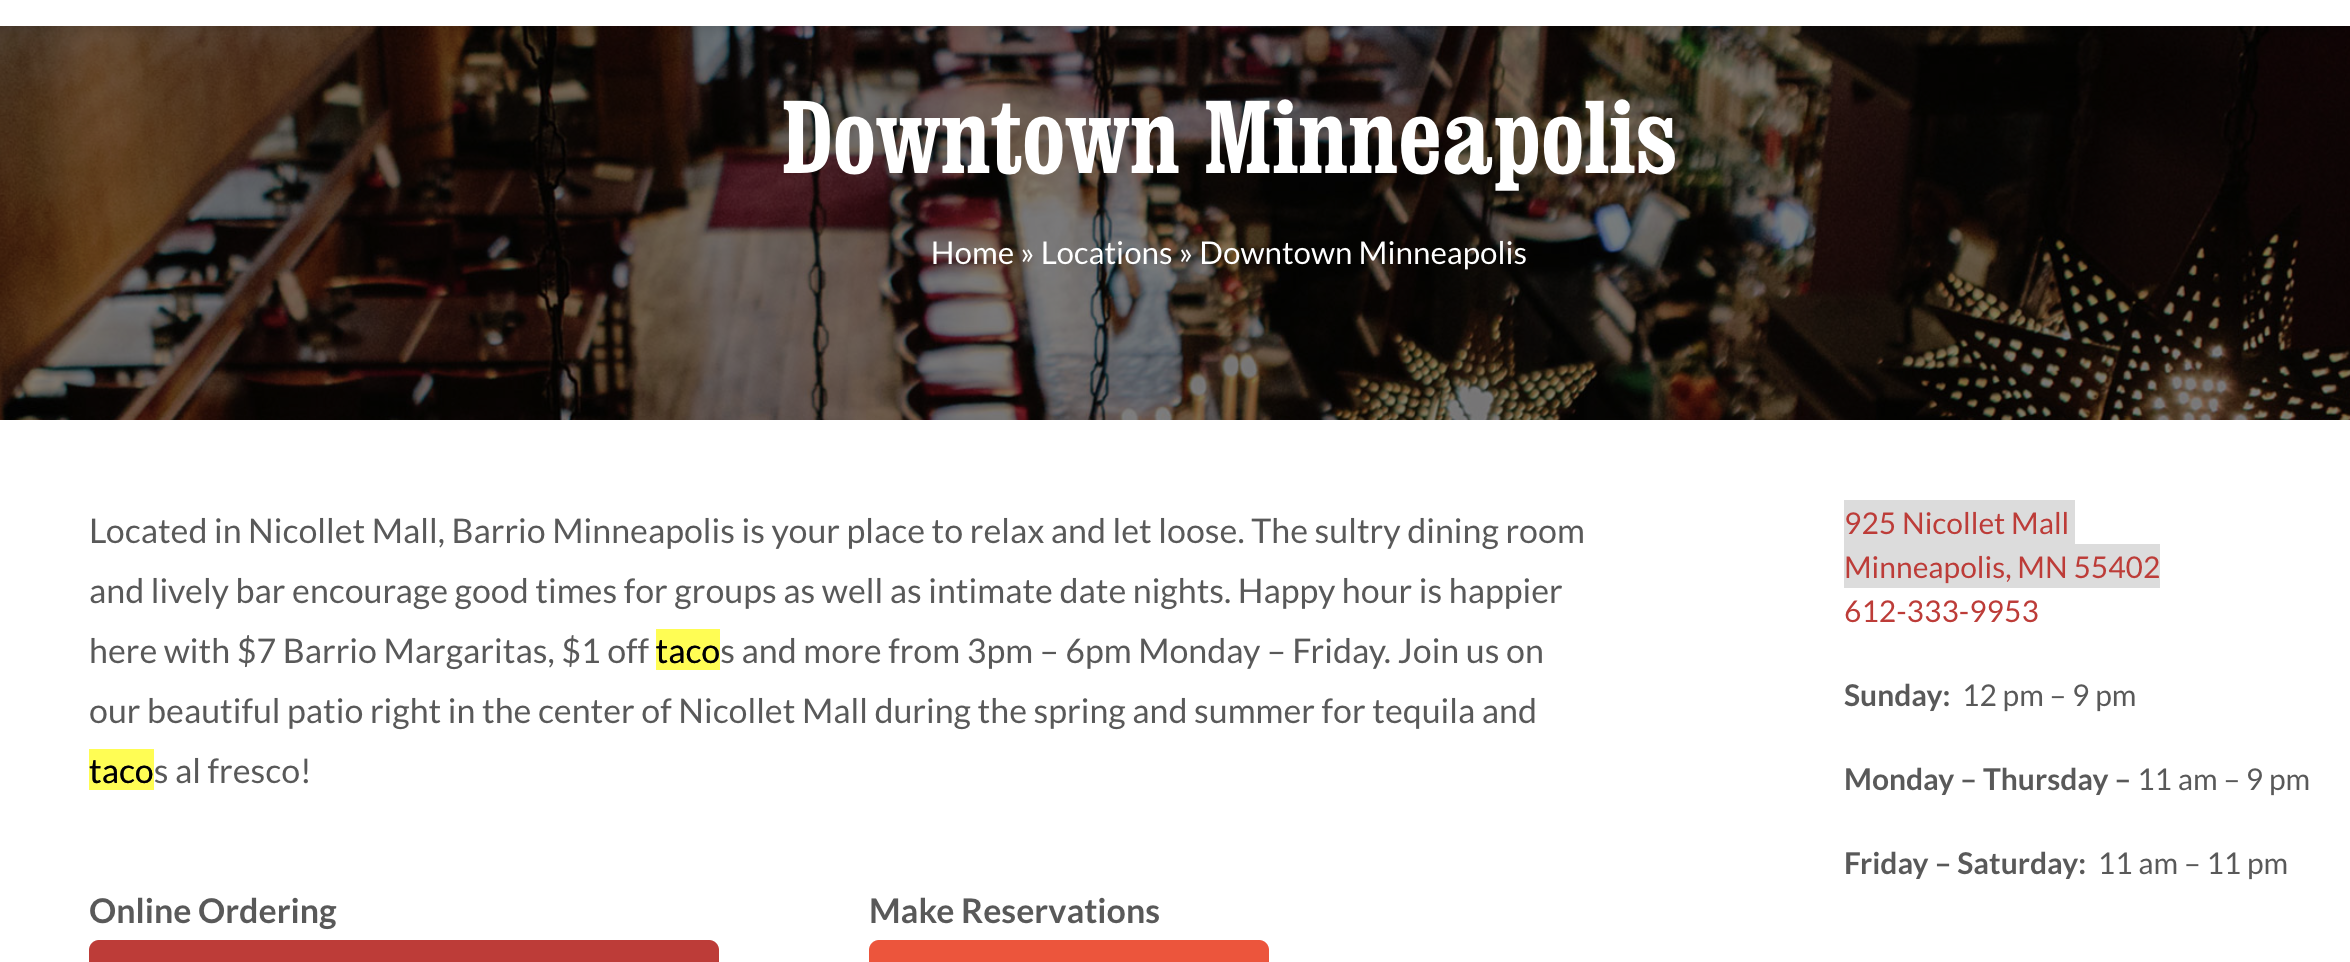 Downtown Minneapolis
Home » Locations » Downtown Minneapolis
Located in Nicollet Mall, Barrio Minneapolis is your place to relax and let loose. The sultry dining room
and lively bar encourage good times for groups as well as intimate date nights. Happy hour is happier
here with $7 Barrio Margaritas, $1 off tacos and more from 3pm – 6pm Monday – Friday. Join us on
our beautiful patio right in the center of Nicollet Mall during the spring and summer for tequila and
tacos al fresco!
Online Ordering
Make Reservations
925 Nicollet Mall
Minneapolis, MN 55402
612-333-9953
Sunday: 12 pm – 9 pm
Monday – Thursday – 11 am – 9 pm
Friday – Saturday: 11 am – 11 pm